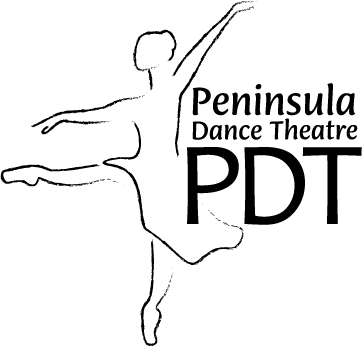 Peninsula
Dance Theatre
PDT